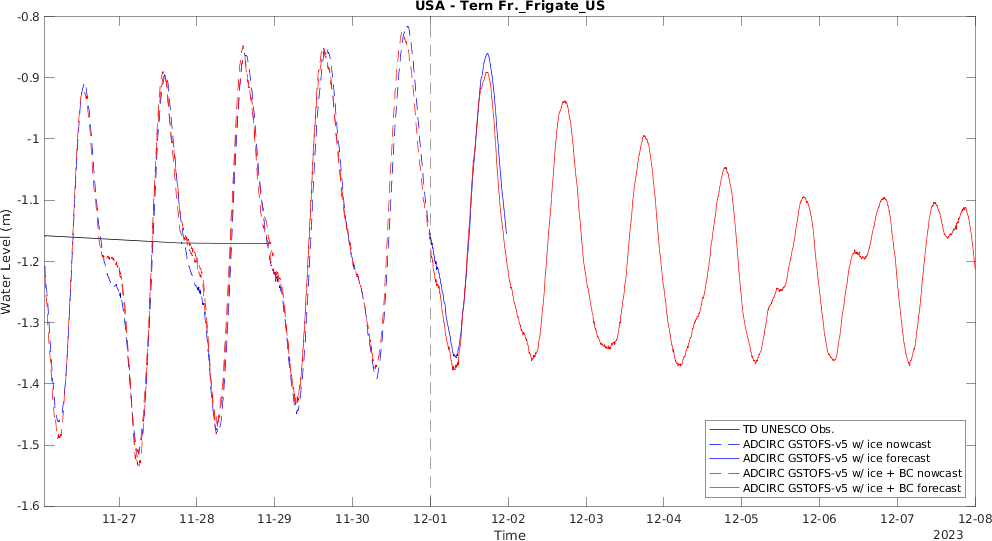 USA - Tern Fr._Frigate_US
-0.8
-0.9
-1
-1.1
-1.2
-1.3
-1.4
-1.5
-1.6
Water Level (m)
11-27 11-28 11-29 11-30 12-01 12-02 12-03 12-04 12-05 12-06 12-07 12-08
Time
2023
TD UNESCO Obs.
ADCIRC GSTOFS-v5 w/ ice nowcast
ADCIRC GSTOFS-v5 w/ ice forecast
ADCIRC GSTOFS-v5 w/ ice + BC nowcast
ADCIRC GSTOFS-v5 w/ ice + BC forecast